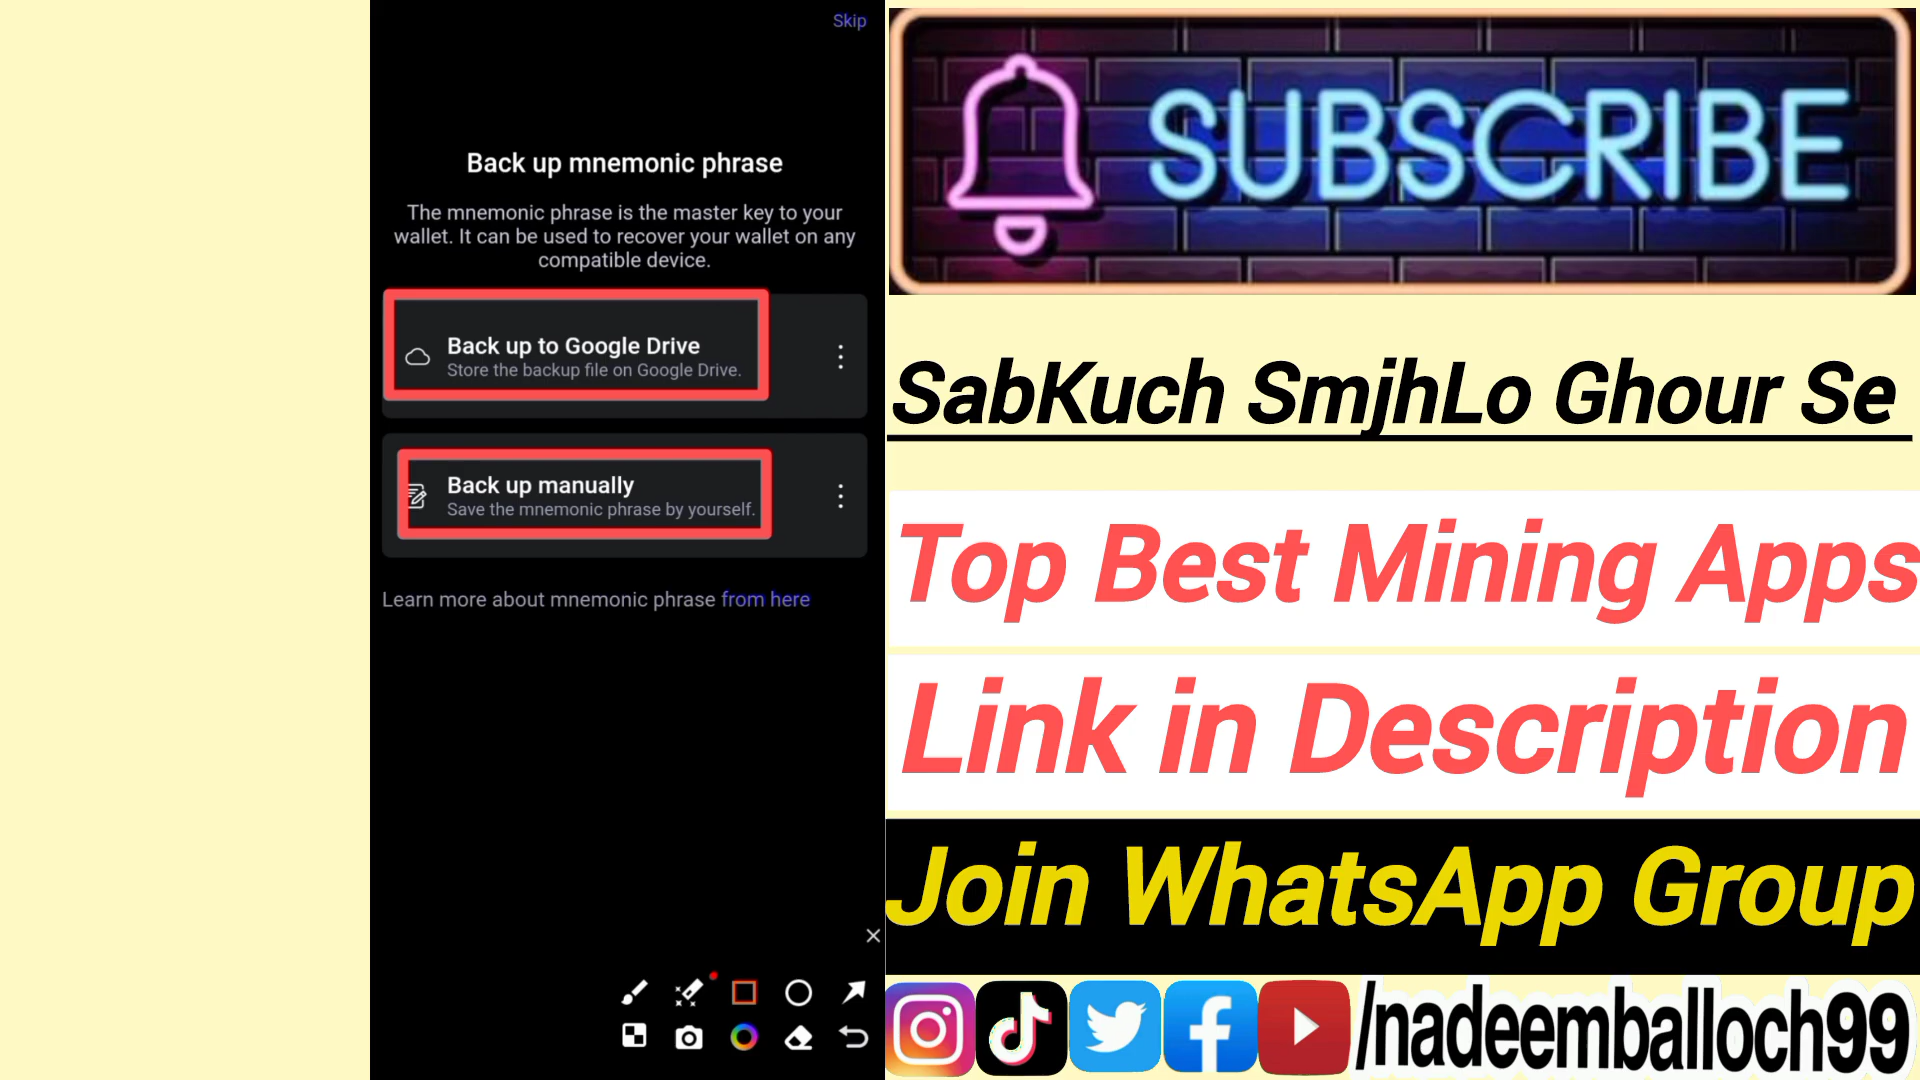 Skip
Back up mnemonic phrase
The mnemonic phrase is the master key to your
wallet. It can be used to recover your wallet on any
compatible device.
Back up to Google Drive
Store the backup file on Google Drive.
Back up manually
Save the mnemonic phrase by yourself.
Learn more about mnemonic phrase from here
SUBSCRIBE
SabKuch SmjhLo Ghour Se
Top Best Mining Apps
Link in Description
Join WhatsApp Group
/nadeemballoch99